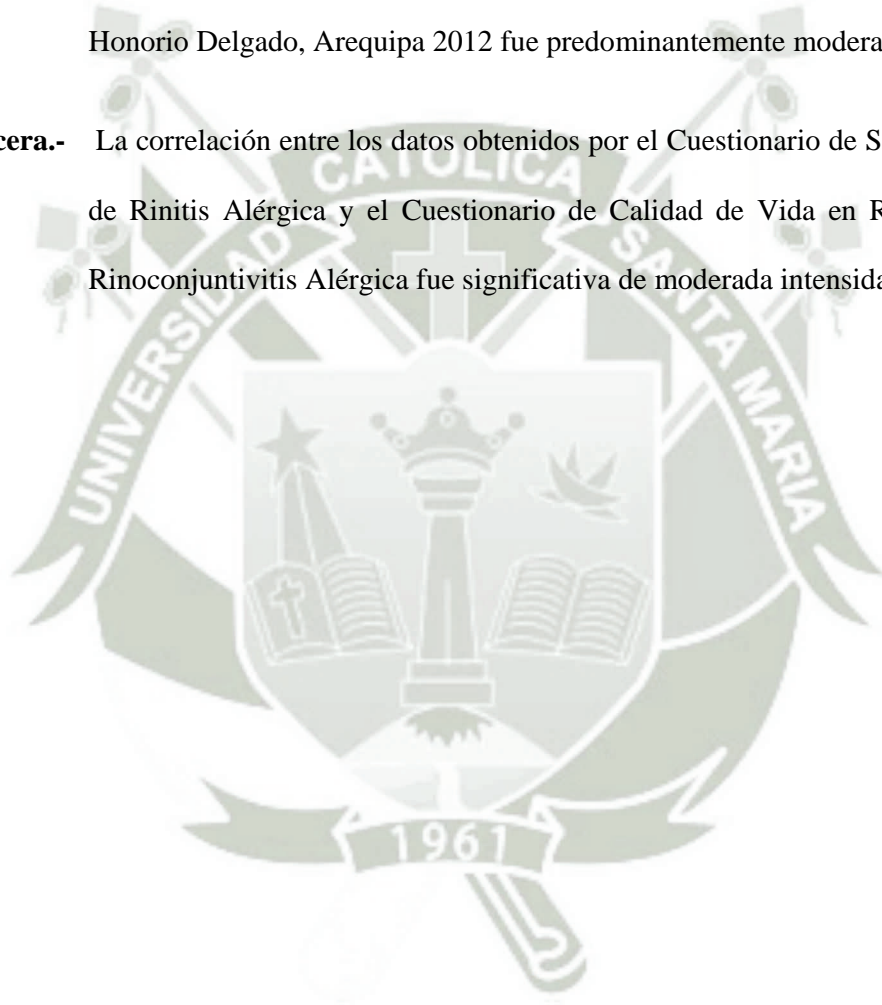 Honorio Delgado, Arequipa 2012 fue predominantemente modera
cera.- La correlación entre los datos obtenidos por el Cuestionario de S
de Rinitis Alérgica y el Cuestionario de Calidad de Vida en R
Rinoconjuntivitis Alérgica fue significativa de moderada intensida
UNIVERSIDAD CATOLICA SANTA MARIA
1961